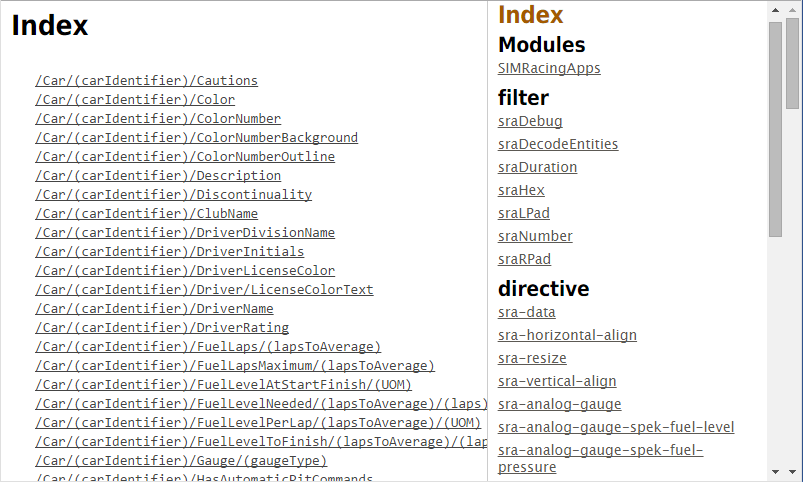 Index
/Car/(carIdentifier)/Cautions
/Car/(carIdentifier)/Color
/Car/(carIdentifier)/ColorNumber
/Car/(carIdentifier)/ColorNumberBackground
/Car/(carIdentifier)/ColorNumberOutline
/Car/(carIdentifier)/Description
/Car/(carIdentifier)/Discontinuality
/Car/(carIdentifier)/ClubName
/Car/(carIdentifier)/DriverDivisionName
/Car/(carIdentifier)/DriverInitials
/Car/(carIdentifier)/DriverLicenseColor
/Car/(carIdentifier)/Driver/LicenseColorText
/Car/(carIdentifier)/DriverName
/Car/(carIdentifier)/DriverRating
/Car/(carIdentifier)/FuelLaps/(lapsToAverage)
/Car/(carIdentifier)/FuelLapsMaximum/(lapsToAverage)
/Car/(carIdentifier)/FuelLevelAtStartFinish/(UOM)
/Car/(carIdentifier)/FuelLevelNeeded/(lapsToAverage)/(laps)
/Car/(carIdentifier)/FuelLevelPerLap/(lapsToAverage)/(UOM)
/Car/(carIdentifier)/FuelLevelToFinish/(lapsToAverage)/(lap
/Car/(carIdentifier)/Gauge/(gaugeType)
/Car/(carIdentifier)/HasAutomaticPitCommands
Index
Modules
SIMRacingApps
filter
sraDebug
sraDecodeEntities
sraDuration
sraHex
sraLPad
sraNumber
sraRPad
directive
sra-data
sra-horizontal-align
sra-resize
sra-vertical-align
sra-analog-gauge
sra-analog-gauge-spek-fuel-level
sra-analog-gauge-spek-fuel-
pressure